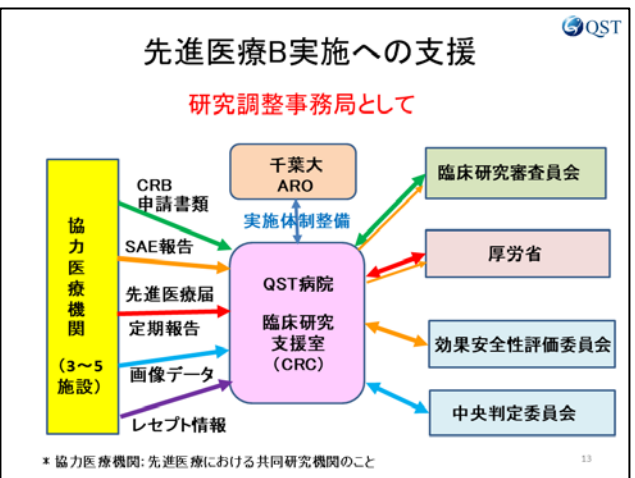 QST
先進医療B実施への支援
研究調整事務局として
千葉大
ARO
実施体制整備
協力医療機関
(3~5
施設)
CRB
申請書類
SAE報告
先進医療届
定期報告
画像データ
レセプト情報
QST病院
臨床研究
支援室
(CRC)
臨床研究審査員会
厚労省
効果安全性評価委員会
中央判定委員会
* 協力医療機関: 先進医療における共同研究機関のこと
13